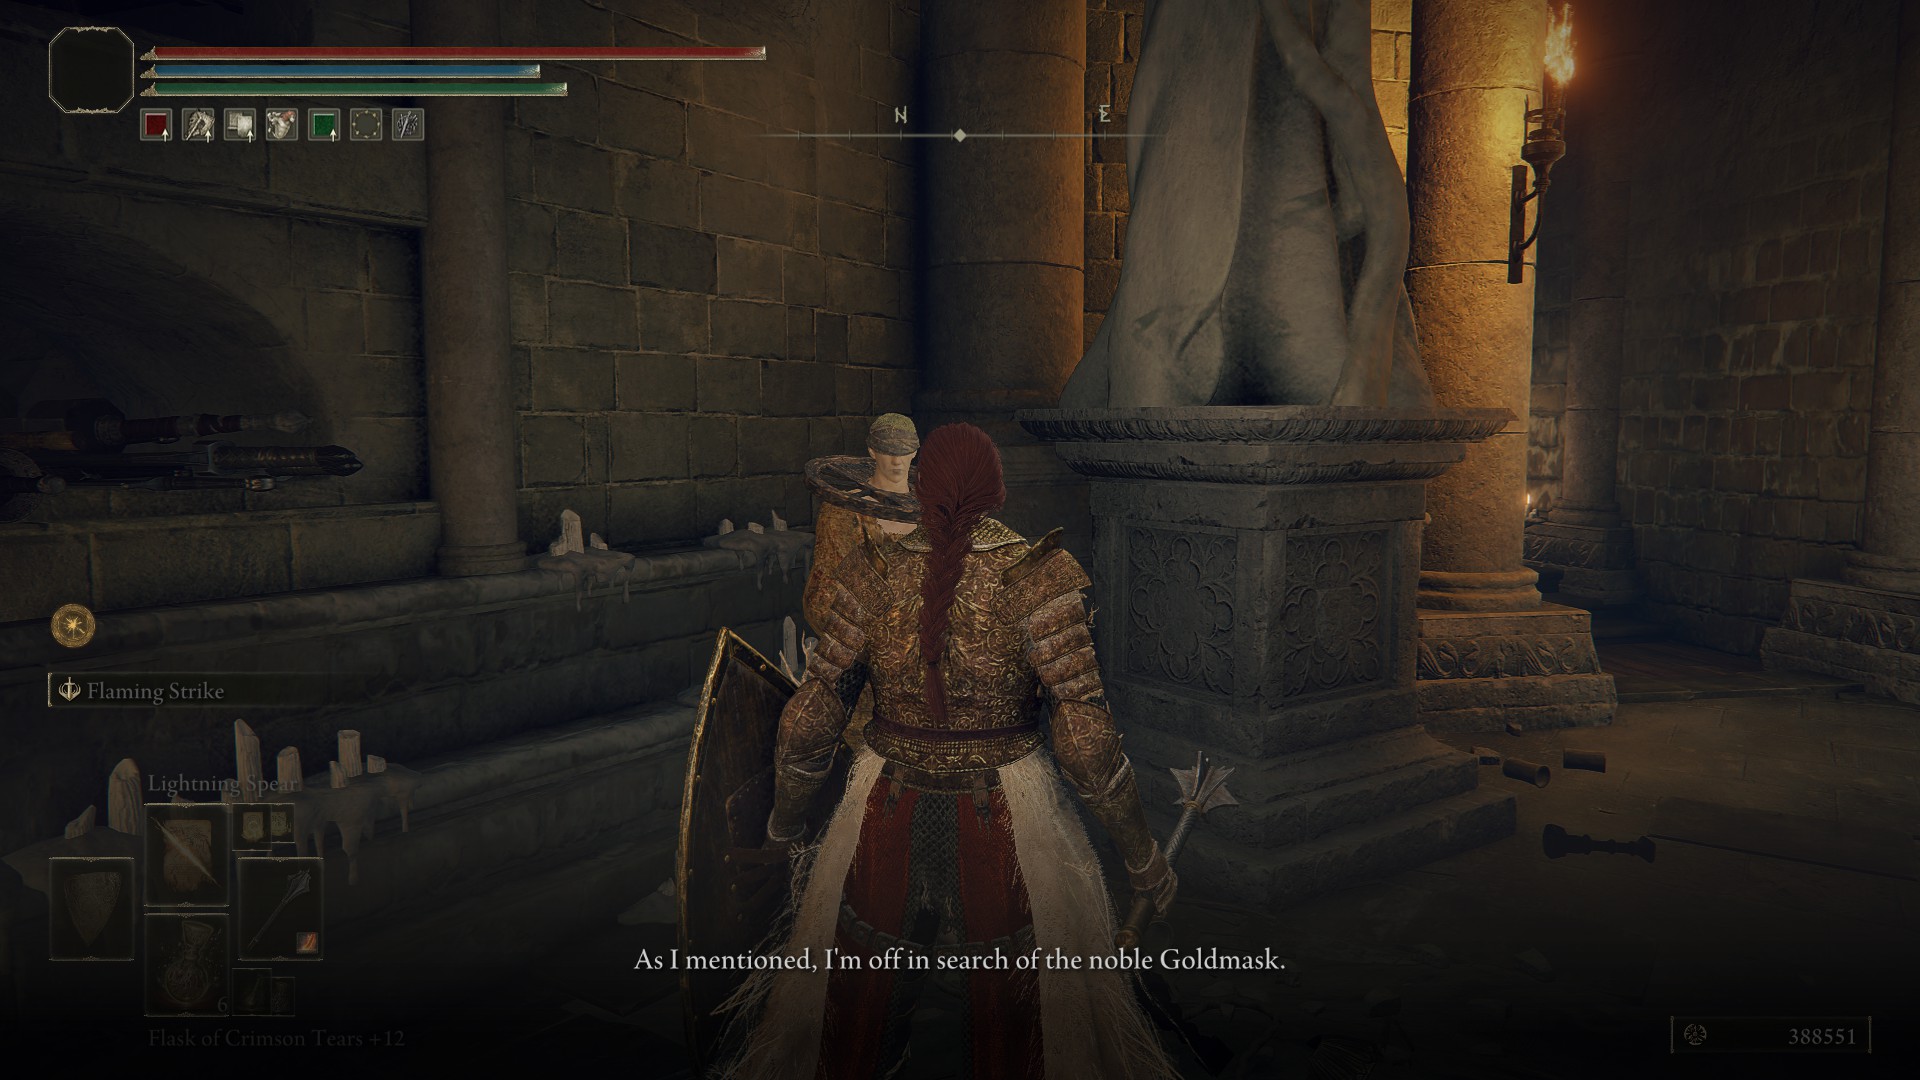 N
E
Flaming Strike
Lightning Spear
As I mentioned, I'm off in search of the noble Goldmask.
6
Flask of Crimson Tears +12
388551